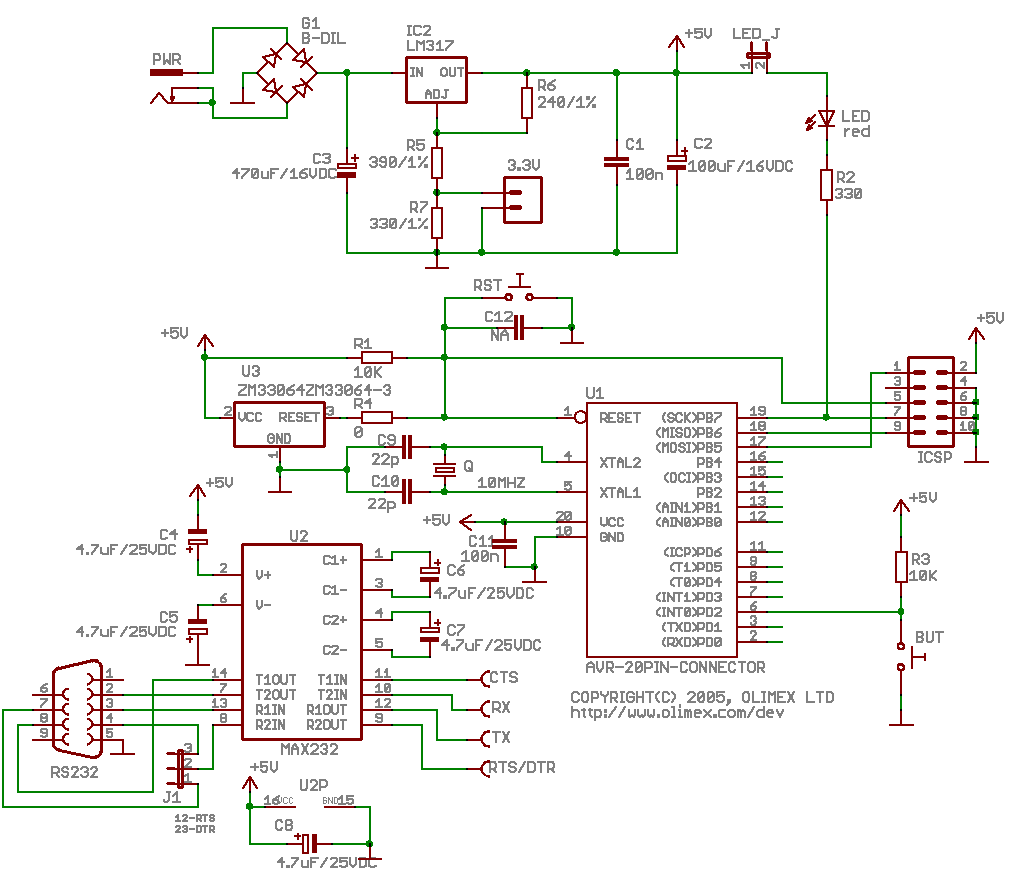 G1
B-DIL
PWR
IC2
LM317
IN OUT
ADJ
+5V
LED_J
1 2
R6
240/1%
LED
red
C3
470uF/16VDC
R5
390/1%
3.3V
C1
100n
C2
100uF/16VDC
R2
330
R7
330/1%
RST
C12
NA
+5V
R1
10K
+5V
U3
ZM33064ZM33064-3
2 VCC RESET 3
GND
1
R4
0
U1
1 RESET
4 XTAL2
5 XTAL1
20 VCC
10 GND
(SCK)PB7 19
(MISO)PB6 18
(MOSI)PB5 17
PB4 16
(OCI)PB3 15
PB2 14
(AIN1)PB1 13
(AIN0)PB0 12
(ICP)PD6 11
(T1)PD5 9
(T0)PD4 8
(INT1)PD3 7
(INT0)PD2 6
(TXD)PD1 3
(RXD)PD0 2
AVR-20PIN-CONNECTOR
1 2
3 4
5 6
7 8
9 10
ICSP
C9
22p
Q
10MHZ
C10
22p
+5V
C11
100n
+5V
R3
10K
BUT
+5V
C4
4.7uF/25VDC
C5
4.7uF/25VDC
U2
2 V+
6 V-
C1+ 1
C1- 3
C2+ 4
C2- 5
14 T1OUT T1IN 11
7 T2OUT T2IN 10
13 R1IN R1OUT 12
8 R2IN R2OUT 9
MAX232
C6
4.7uF/25VDC
C7
4.7uF/25VDC
CTS
RX
TX
RTS/DTR
COPYRIGHT(C) 2005, OLIMEX LTD
http://www.olimex.com/dev
1
6
2
7
3
8
4
9
5
RS232
3
2
1
J1
12-RTS
23-DTR
+5V
U2P
16 VCC GND 15
C8
4.7uF/25VDC